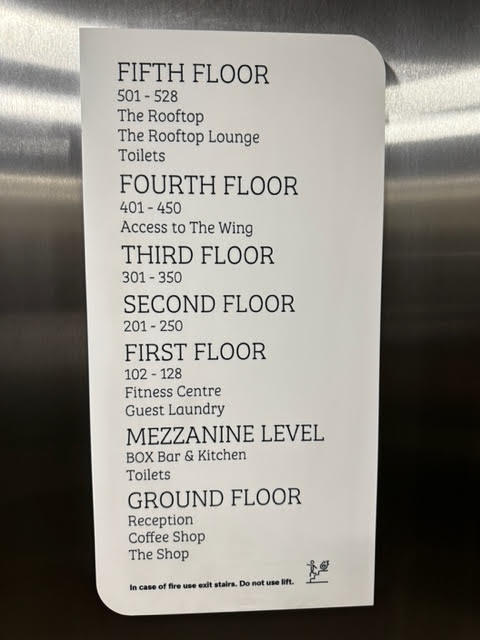 FIFTH FLOOR
501 - 528
The Rooftop
The Rooftop Lounge
Toilets
FOURTH FLOOR
401 - 450
Access to The Wing
THIRD FLOOR
301 - 350
SECOND FLOOR
201 - 250
FIRST FLOOR
102 - 128
Fitness Centre
Guest Laundry
MEZZANINE LEVEL
BOX Bar & Kitchen
Toilets
GROUND FLOOR
Reception
Coffee Shop
The Shop
In case of fire use exit stairs. Do not use lift.